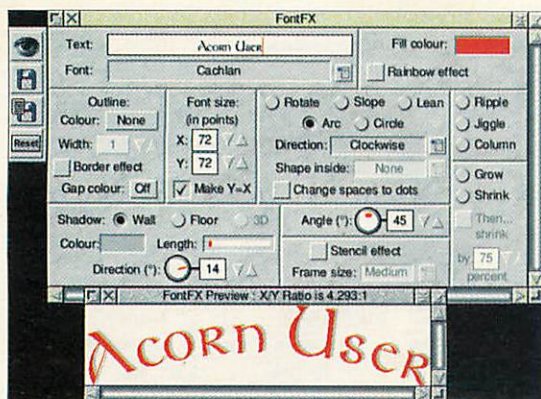 FontFX
Text: Acorn User Fill colour:
Font: Cachlan Rainbow effect
Outline: Font size: Rotate Slope Lean Ripple
Colour: None (in points) Arc Circle Jiggle
Reset Width: 1 X: 72 Direction: Clockwise Column
Border effect Y: 72 Shape inside: None Grow
Gap colour: Off Make Y=X Change spaces to dots Shrink
Shadow: Wall Floor 3D Angle (°): 45 Then...
shrink
Colour: Length: Stencil effect by 75
Direction (°): 14 Frame size: Medium percent
FontFX Preview : X/Y Ratio is 4.293:1
Acorn User